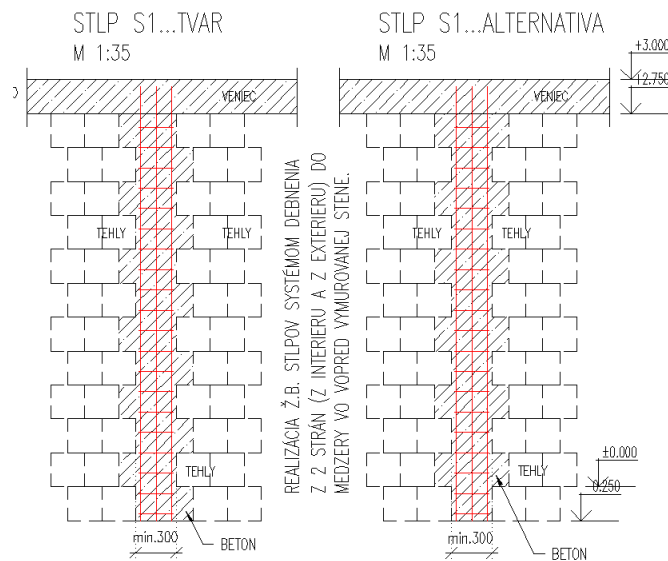 STLP S1...TVAR
M 1:35
STLP S1...ALTERNATIVA
M 1:35
+3.000
+2.750
VENIEC
VENIEC
TEHLY
TEHLY
TEHLY
TEHLY
REALIZÁCIA Ž.B. STLPOV SYSTÉMOM DEBNENIA
Z 2 STRÁN (Z INTERIERU A Z EXTERIERU) DO
MEDZERY VO VOPRED VYMUROVANEJ STENE.
TEHLY
TEHLY
±0.000
0.250
min.300
BETON
min.300
BETON